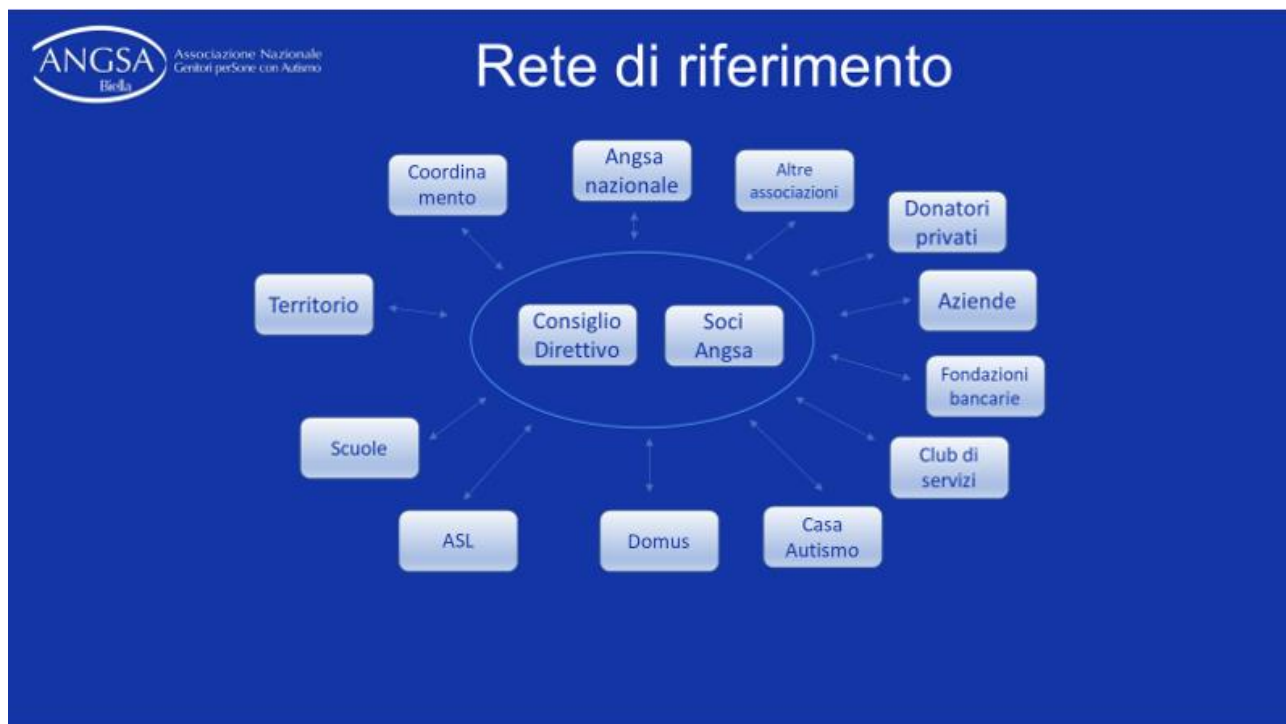 ANGSA
Biella
Associazione Nazionale
Genitori perSone con Autismo
Rete di riferimento
Coordina
mento
Angsa
nazionale
Altre
associazioni
Donatori
privati
Territorio
Aziende
Consiglio
Direttivo
Soci
Angsa
Fondazioni
bancarie
Scuole
Club di
servizi
ASL
Domus
Casa
Autismo